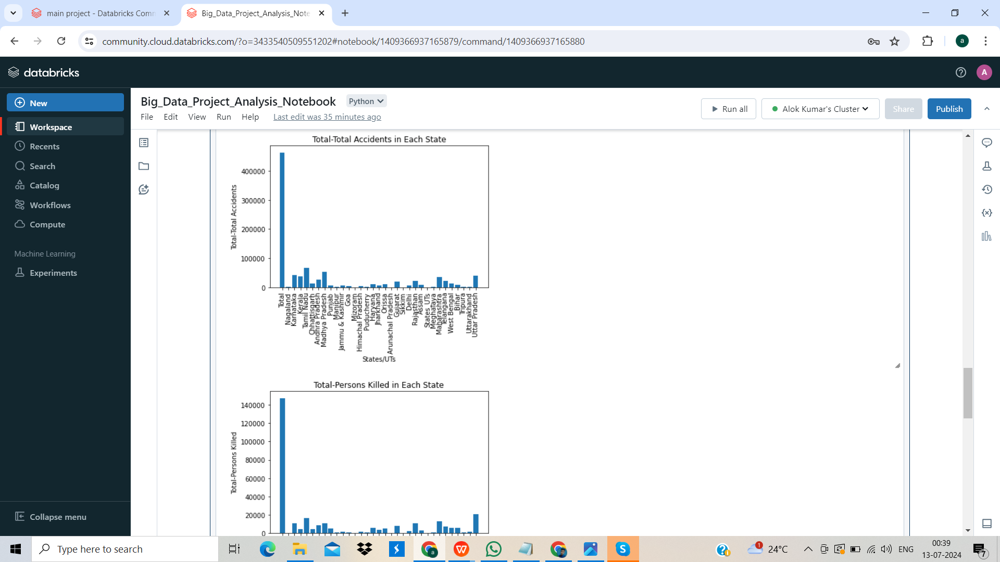 main project - Databricks Com
Big_Data_Project_Analysis_Note
community.cloud.databricks.com/?o=3433540509551202#notebook/1409366937165879/command/1409366937165880
a
databricks
A
New
Workspace
Recents
Search
Catalog
Workflows
Compute
Machine Learning
Experiments
Collapse menu
Big_Data_Project_Analysis_Notebook
Python
File Edit View Run Help Last edit was 35 minutes ago
Run all
Alok Kumar's Cluster
Share
Publish
Total-Total Accidents in Each State
Total-Total Accidents
400000
300000
200000
100000
0
Total
Nagaland
Karnataka
Kerala
Tamil Nadu
Chhattisgarh
Andhra Pradesh
Madhya Pradesh
Punjab
Manipur
Jammu & Kashmir
Goa
Mizoram
Himachal Pradesh
Puducherry
Haryana
Jharkhand
Orissa
Arunachal Pradesh
Gujarat
Sikkim
Delhi
Rajasthan
Assam
States_UTs
Meghalaya
Maharashtra
Telangana
West Bengal
Bihar
Tripura
Uttarakhand
Uttar Pradesh
States/UTs
Total-Persons Killed in Each State
Total-Persons Killed
140000
120000
100000
80000
60000
40000
20000
0
Type here to search
1
24°C
ENG
00:39
13-07-2024
7